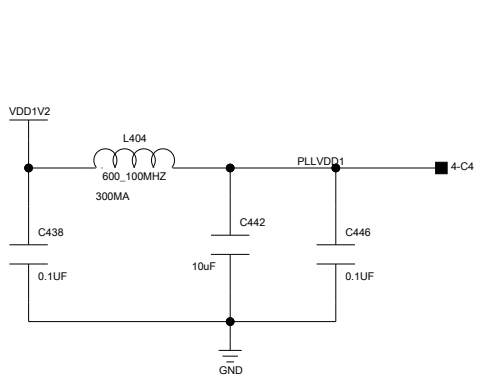 VDD1V2
L404
PLLVDD1
4-C4
600_100MHZ
300MA
C442
C438
C446
10uF
0.1UF
0.1UF
GND